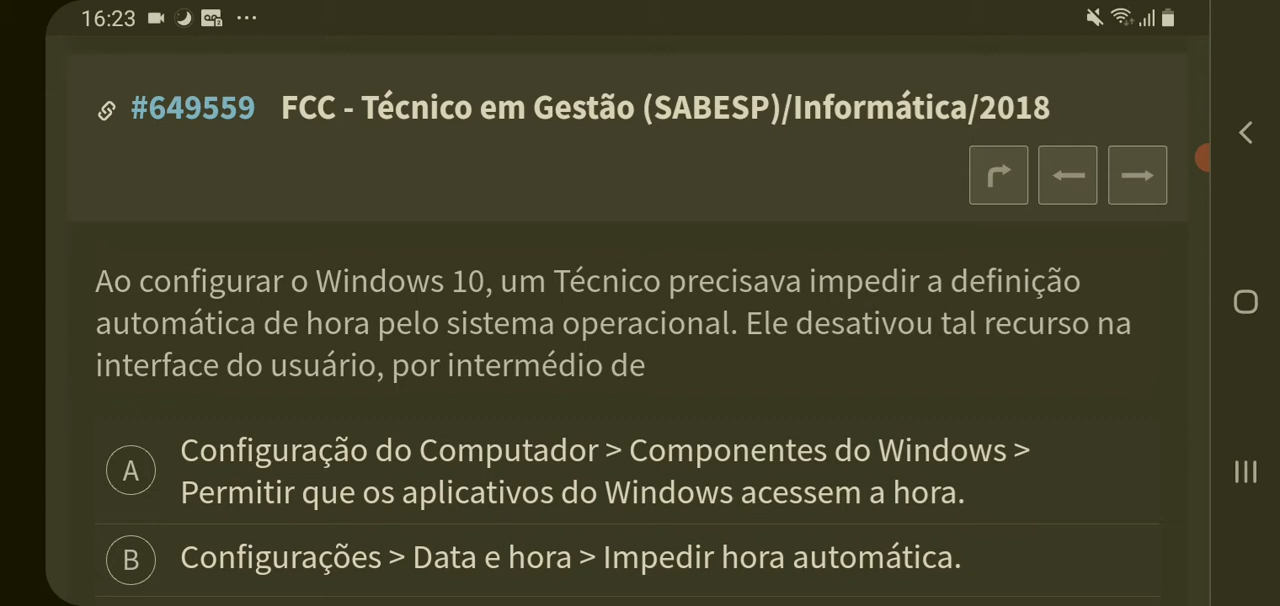 16:23
#649559 FCC - Técnico em Gestão (SABESP)/Informática/2018
Ao configurar o Windows 10, um Técnico precisava impedir a definição
automática de hora pelo sistema operacional. Ele desativou tal recurso na
interface do usuário, por intermédio de
A
Configuração do Computador > Componentes do Windows >
Permitir que os aplicativos do Windows acessem a hora.
B
Configurações > Data e hora > Impedir hora automática.